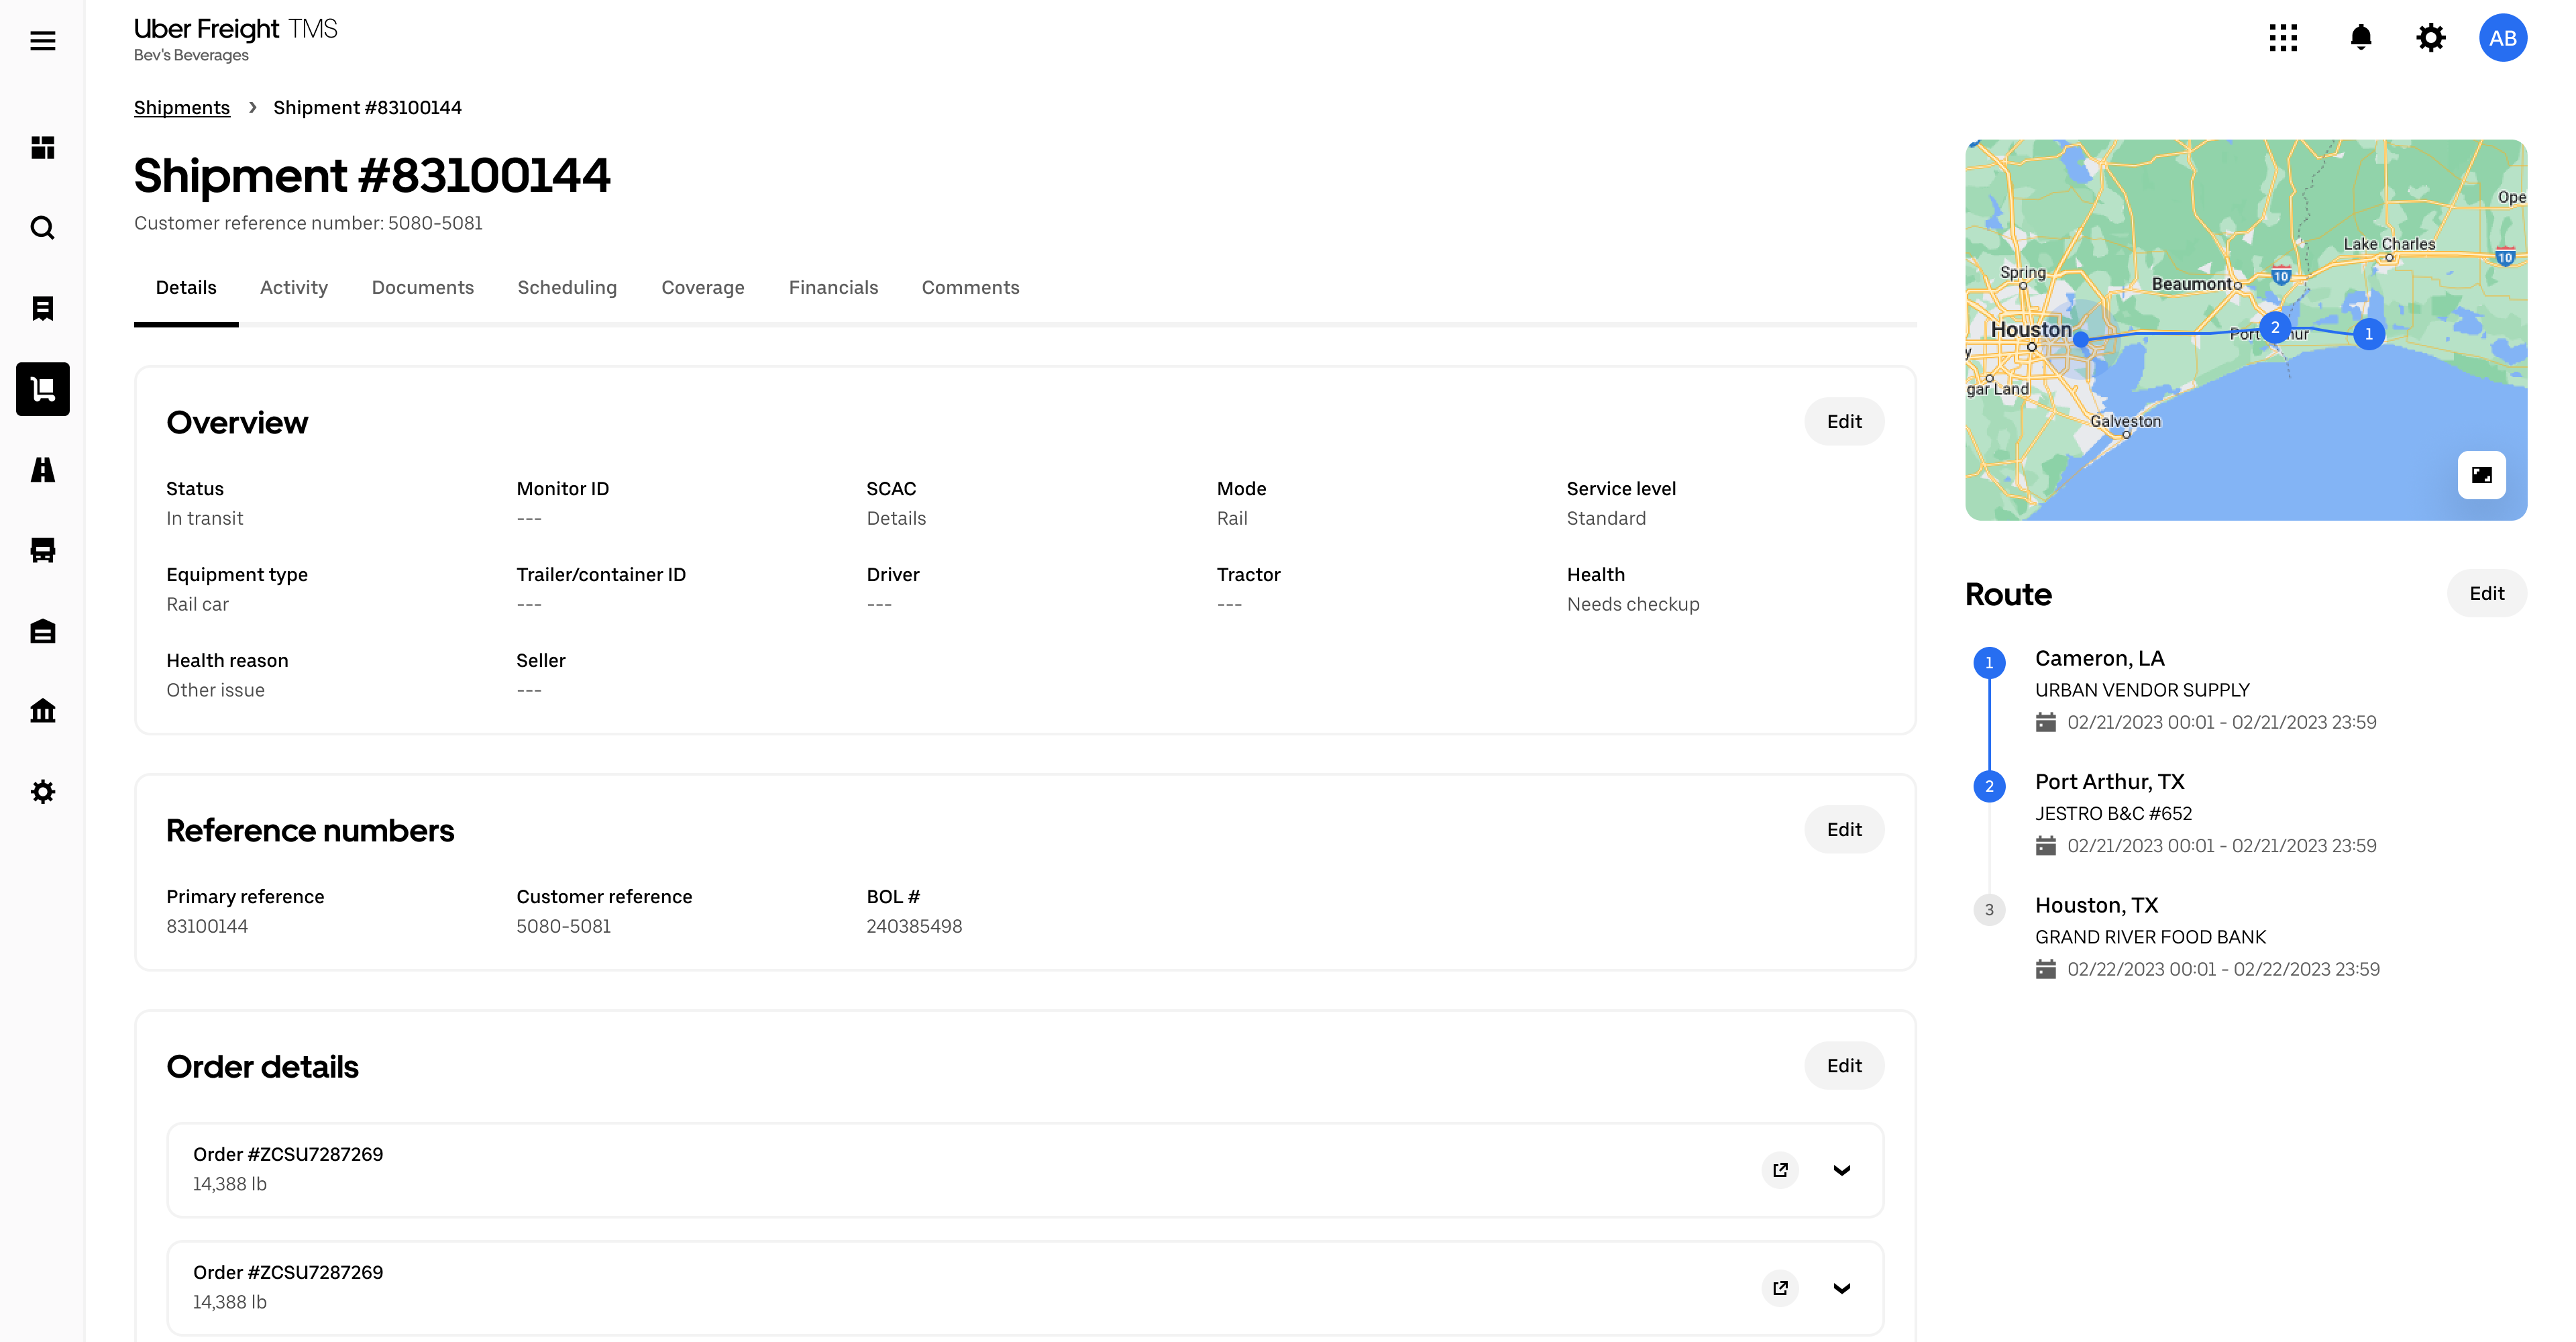 Uber Freight TMS
Bev's Beverages
AB
Shipments > Shipment #83100144
Shipment #83100144
Customer reference number: 5080-5081
Details Activity Documents Scheduling Coverage Financials Comments
Overview
Edit
Status Monitor ID SCAC Mode Service level
In transit --- Details Rail Standard
Equipment type Trailer/container ID Driver Tractor Health
Rail car --- --- --- Needs checkup
Health reason Seller
Other issue ---
Reference numbers
Edit
Primary reference Customer reference BOL #
83100144 5080-5081 240385498
Order details
Edit
Order #ZCSU7287269
14,388 lb
Order #ZCSU7287269
14,388 lb
Ope
Lake Charles
10
Spring
10
Beaumont
Houston
2
1
gar Land
Galveston
Route
Edit
1
Cameron, LA
URBAN VENDOR SUPPLY
02/21/2023 00:01 - 02/21/2023 23:59
2
Port Arthur, TX
JESTRO B&C #652
02/21/2023 00:01 - 02/21/2023 23:59
3
Houston, TX
GRAND RIVER FOOD BANK
02/22/2023 00:01 - 02/22/2023 23:59